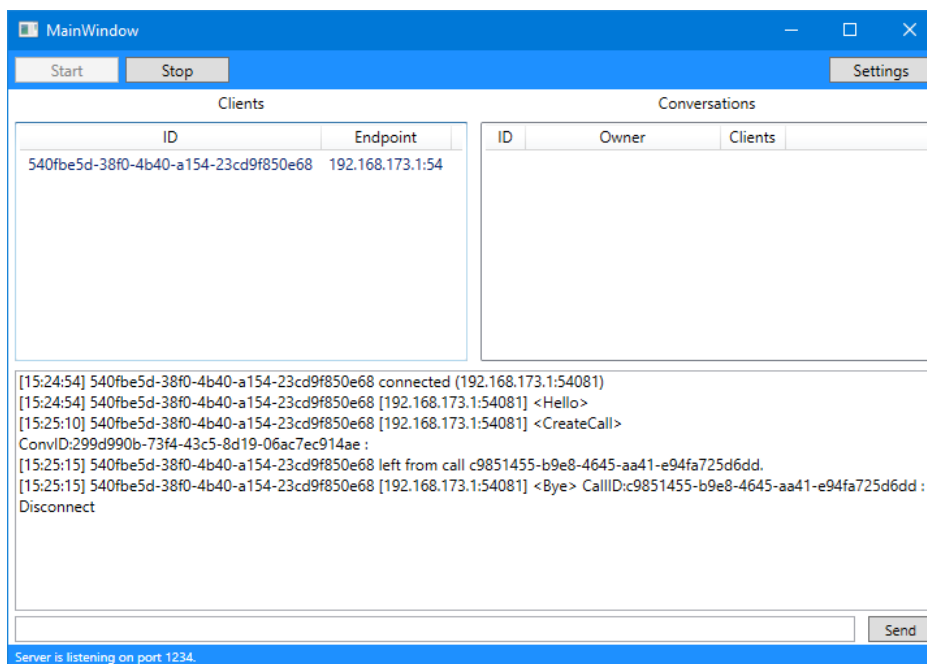 MainWindow
Start Stop Settings
Clients Conversations
ID Endpoint ID Owner Clients
540fbe5d-38f0-4b40-a154-23cd9f850e68 192.168.173.1:54
[15:24:54] 540fbe5d-38f0-4b40-a154-23cd9f850e68 connected (192.168.173.1:54081)
[15:24:54] 540fbe5d-38f0-4b40-a154-23cd9f850e68 [192.168.173.1:54081] <Hello>
[15:25:10] 540fbe5d-38f0-4b40-a154-23cd9f850e68 [192.168.173.1:54081] <CreateCall>
ConvID:299d990b-73f4-43c5-8d19-06ac7ec914ae :
[15:25:15] 540fbe5d-38f0-4b40-a154-23cd9f850e68 left from call c9851455-b9e8-4645-aa41-e94fa725d6dd.
[15:25:15] 540fbe5d-38f0-4b40-a154-23cd9f850e68 [192.168.173.1:54081] <Bye> CallID:c9851455-b9e8-4645-aa41-e94fa725d6dd :
Disconnect
Send
Server is listening on port 1234.